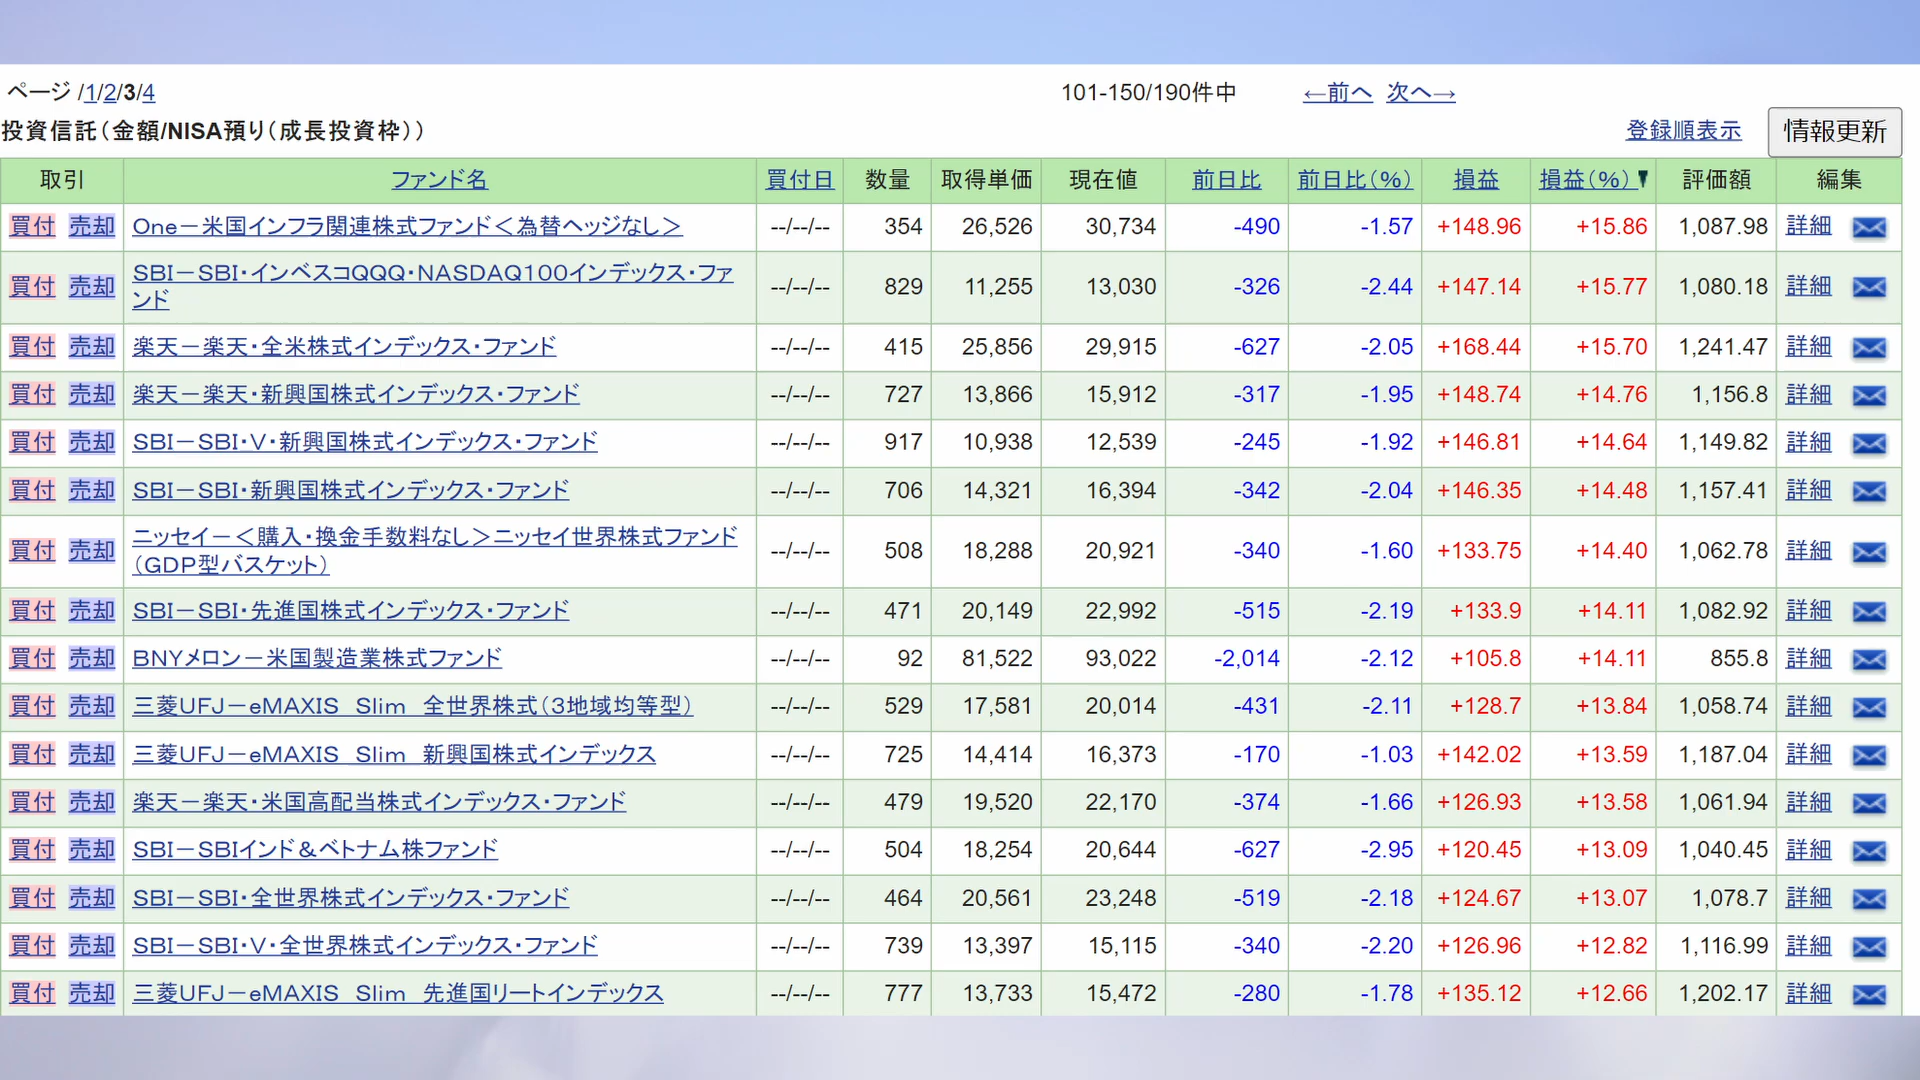 ページ /1/2/3/4 101-150/190件中 ←前へ 次へ→
投資信託(金額/NISA預り(成長投資枠)) 登録順表示 情報更新
取引 ファンド名 買付日 数量 取得単価 現在値 前日比 前日比(%) 損益 損益(%)▼ 評価額 編集
買付 売却 One－米国インフラ関連株式ファンド＜為替ヘッジなし＞ --/--/-- 354 26,526 30,734 -490 -1.57 +148.96 +15.86 1,087.98 詳細
買付 売却 SBI－SBI・インベスコQQQ・NASDAQ100インデックス・ファ
ンド --/--/-- 829 11,255 13,030 -326 -2.44 +147.14 +15.77 1,080.18 詳細
買付 売却 楽天－楽天・全米株式インデックス・ファンド --/--/-- 415 25,856 29,915 -627 -2.05 +168.44 +15.70 1,241.47 詳細
買付 売却 楽天－楽天・新興国株式インデックス・ファンド --/--/-- 727 13,866 15,912 -317 -1.95 +148.74 +14.76 1,156.8 詳細
買付 売却 SBI－SBI・V・新興国株式インデックス・ファンド --/--/-- 917 10,938 12,539 -245 -1.92 +146.81 +14.64 1,149.82 詳細
買付 売却 SBI－SBI・新興国株式インデックス・ファンド --/--/-- 706 14,321 16,394 -342 -2.04 +146.35 +14.48 1,157.41 詳細
買付 売却 ニッセイ－＜購入・換金手数料なし＞ニッセイ世界株式ファンド
(GDP型バスケット) --/--/-- 508 18,288 20,921 -340 -1.60 +133.75 +14.40 1,062.78 詳細
買付 売却 SBI－SBI・先進国株式インデックス・ファンド --/--/-- 471 20,149 22,992 -515 -2.19 +133.9 +14.11 1,082.92 詳細
買付 売却 BNYメロン－米国製造業株式ファンド --/--/-- 92 81,522 93,022 -2,014 -2.12 +105.8 +14.11 855.8 詳細
買付 売却 三菱UFJ－eMAXIS Slim 全世界株式(3地域均等型) --/--/-- 529 17,581 20,014 -431 -2.11 +128.7 +13.84 1,058.74 詳細
買付 売却 三菱UFJ－eMAXIS Slim 新興国株式インデックス --/--/-- 725 14,414 16,373 -170 -1.03 +142.02 +13.59 1,187.04 詳細
買付 売却 楽天－楽天・米国高配当株式インデックス・ファンド --/--/-- 479 19,520 22,170 -374 -1.66 +126.93 +13.58 1,061.94 詳細
買付 売却 SBI－SBIインド＆ベトナム株ファンド --/--/-- 504 18,254 20,644 -627 -2.95 +120.45 +13.09 1,040.45 詳細
買付 売却 SBI－SBI・全世界株式インデックス・ファンド --/--/-- 464 20,561 23,248 -519 -2.18 +124.67 +13.07 1,078.7 詳細
買付 売却 SBI－SBI・V・全世界株式インデックス・ファンド --/--/-- 739 13,397 15,115 -340 -2.20 +126.96 +12.82 1,116.99 詳細
買付 売却 三菱UFJ－eMAXIS Slim 先進国リートインデックス --/--/-- 777 13,733 15,472 -280 -1.78 +135.12 +12.66 1,202.17 詳細